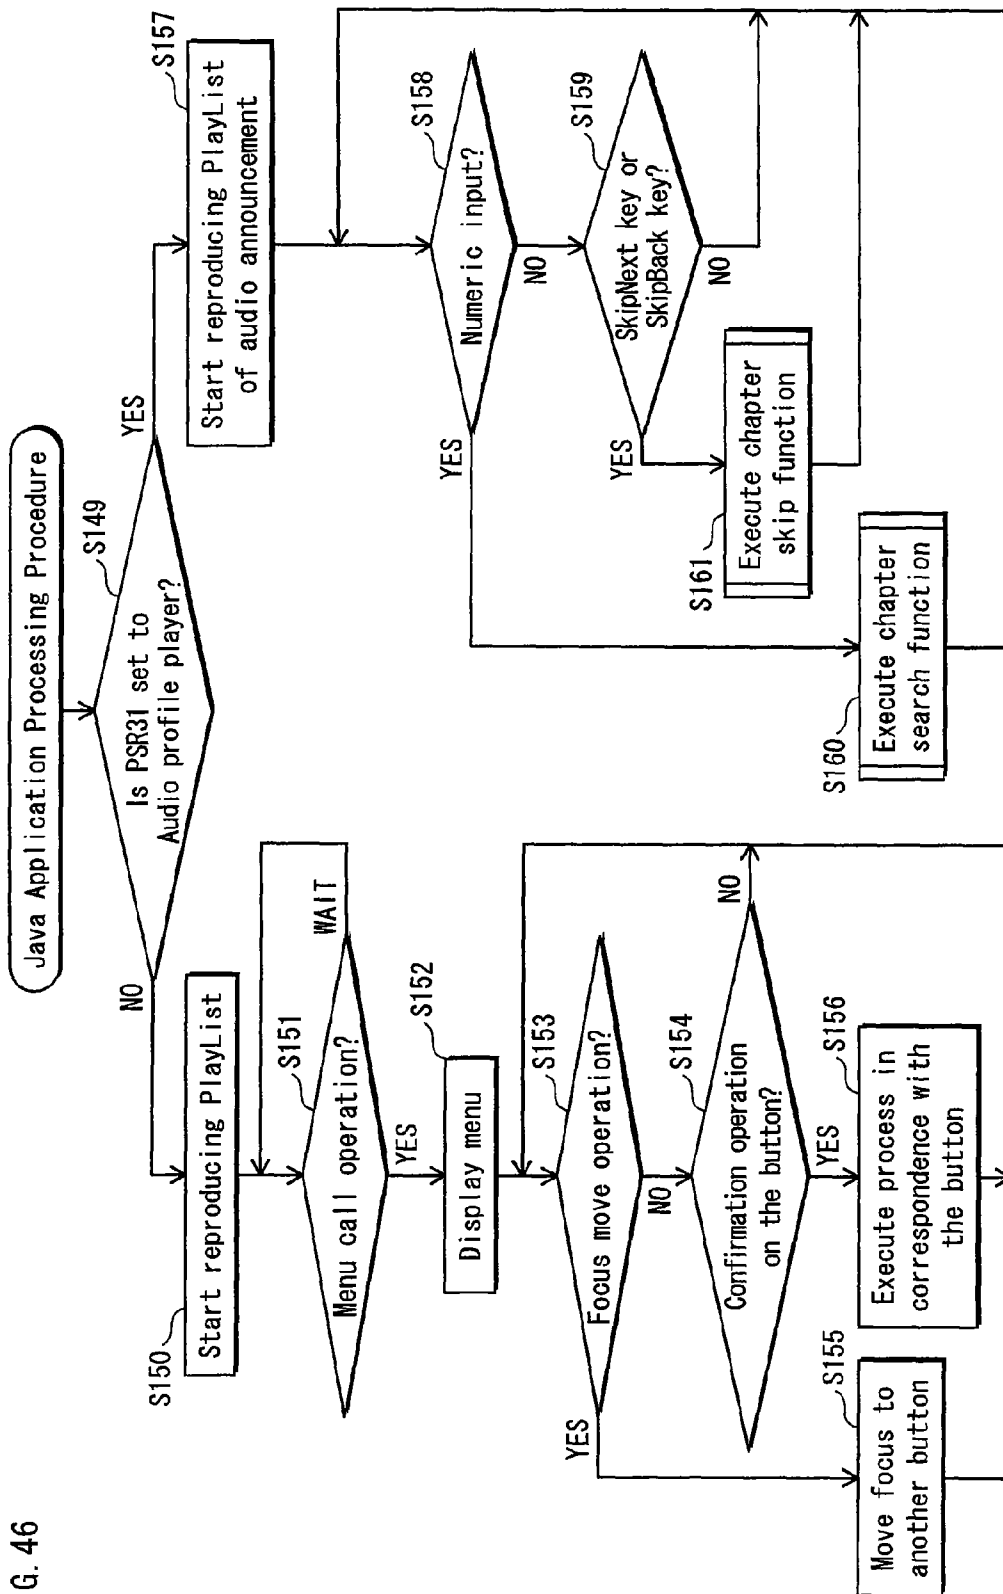 G. 46
Java Application Processing Procedure
S149
Is PSR31 set to
Audio profile player?
NO
YES
S150
Start reproducing PlayList
S151
Menu call operation?
WAIT
YES
S152
Display menu
S153
Focus move operation?
YES
NO
S154
Confirmation operation
on the button?
NO
YES
S155
Move focus to
another button
S156
Execute process in
correspondence with
the button
S157
Start reproducing PlayList
of audio announcement
S158
Numeric input?
YES
NO
S159
SkipNext key or
SkipBack key?
YES
NO
S161
Execute chapter
skip function
S160
Execute chapter
search function